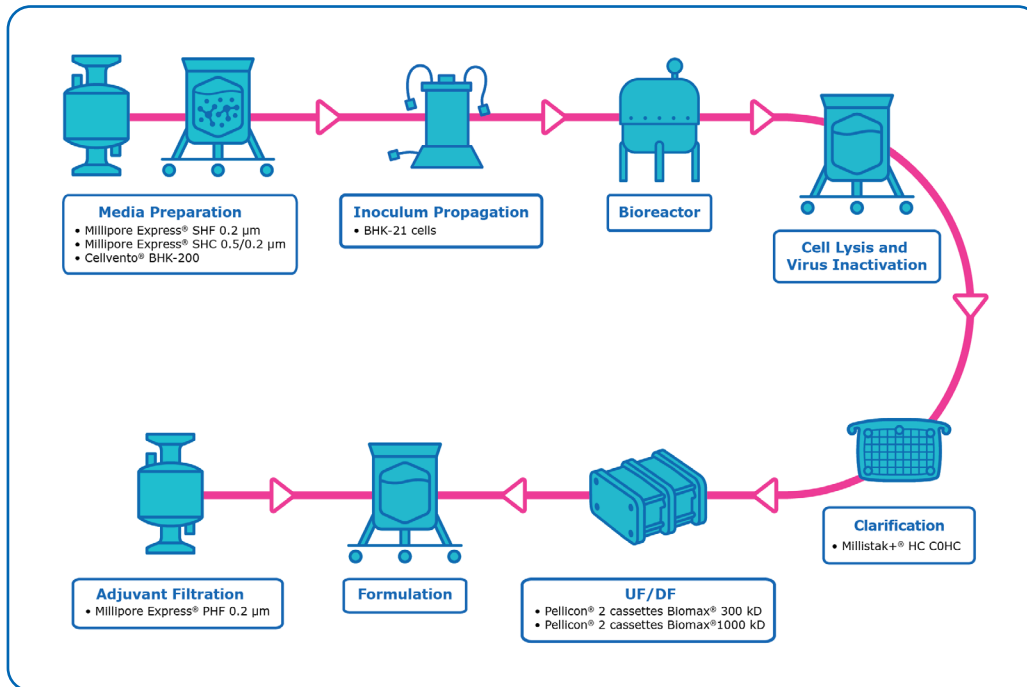 Media Preparation
• Millipore Express® SHF 0.2 µm
• Millipore Express® SHC 0.5/0.2 µm
• Cellvento® BHK-200
Inoculum Propagation
• BHK-21 cells
Bioreactor
Cell Lysis and
Virus Inactivation
Clarification
• Millistak+® HC C0HC
UF/DF
• Pellicon® 2 cassettes Biomax® 300 kD
• Pellicon® 2 cassettes Biomax®1000 kD
Formulation
Adjuvant Filtration
• Millipore Express® PHF 0.2 µm